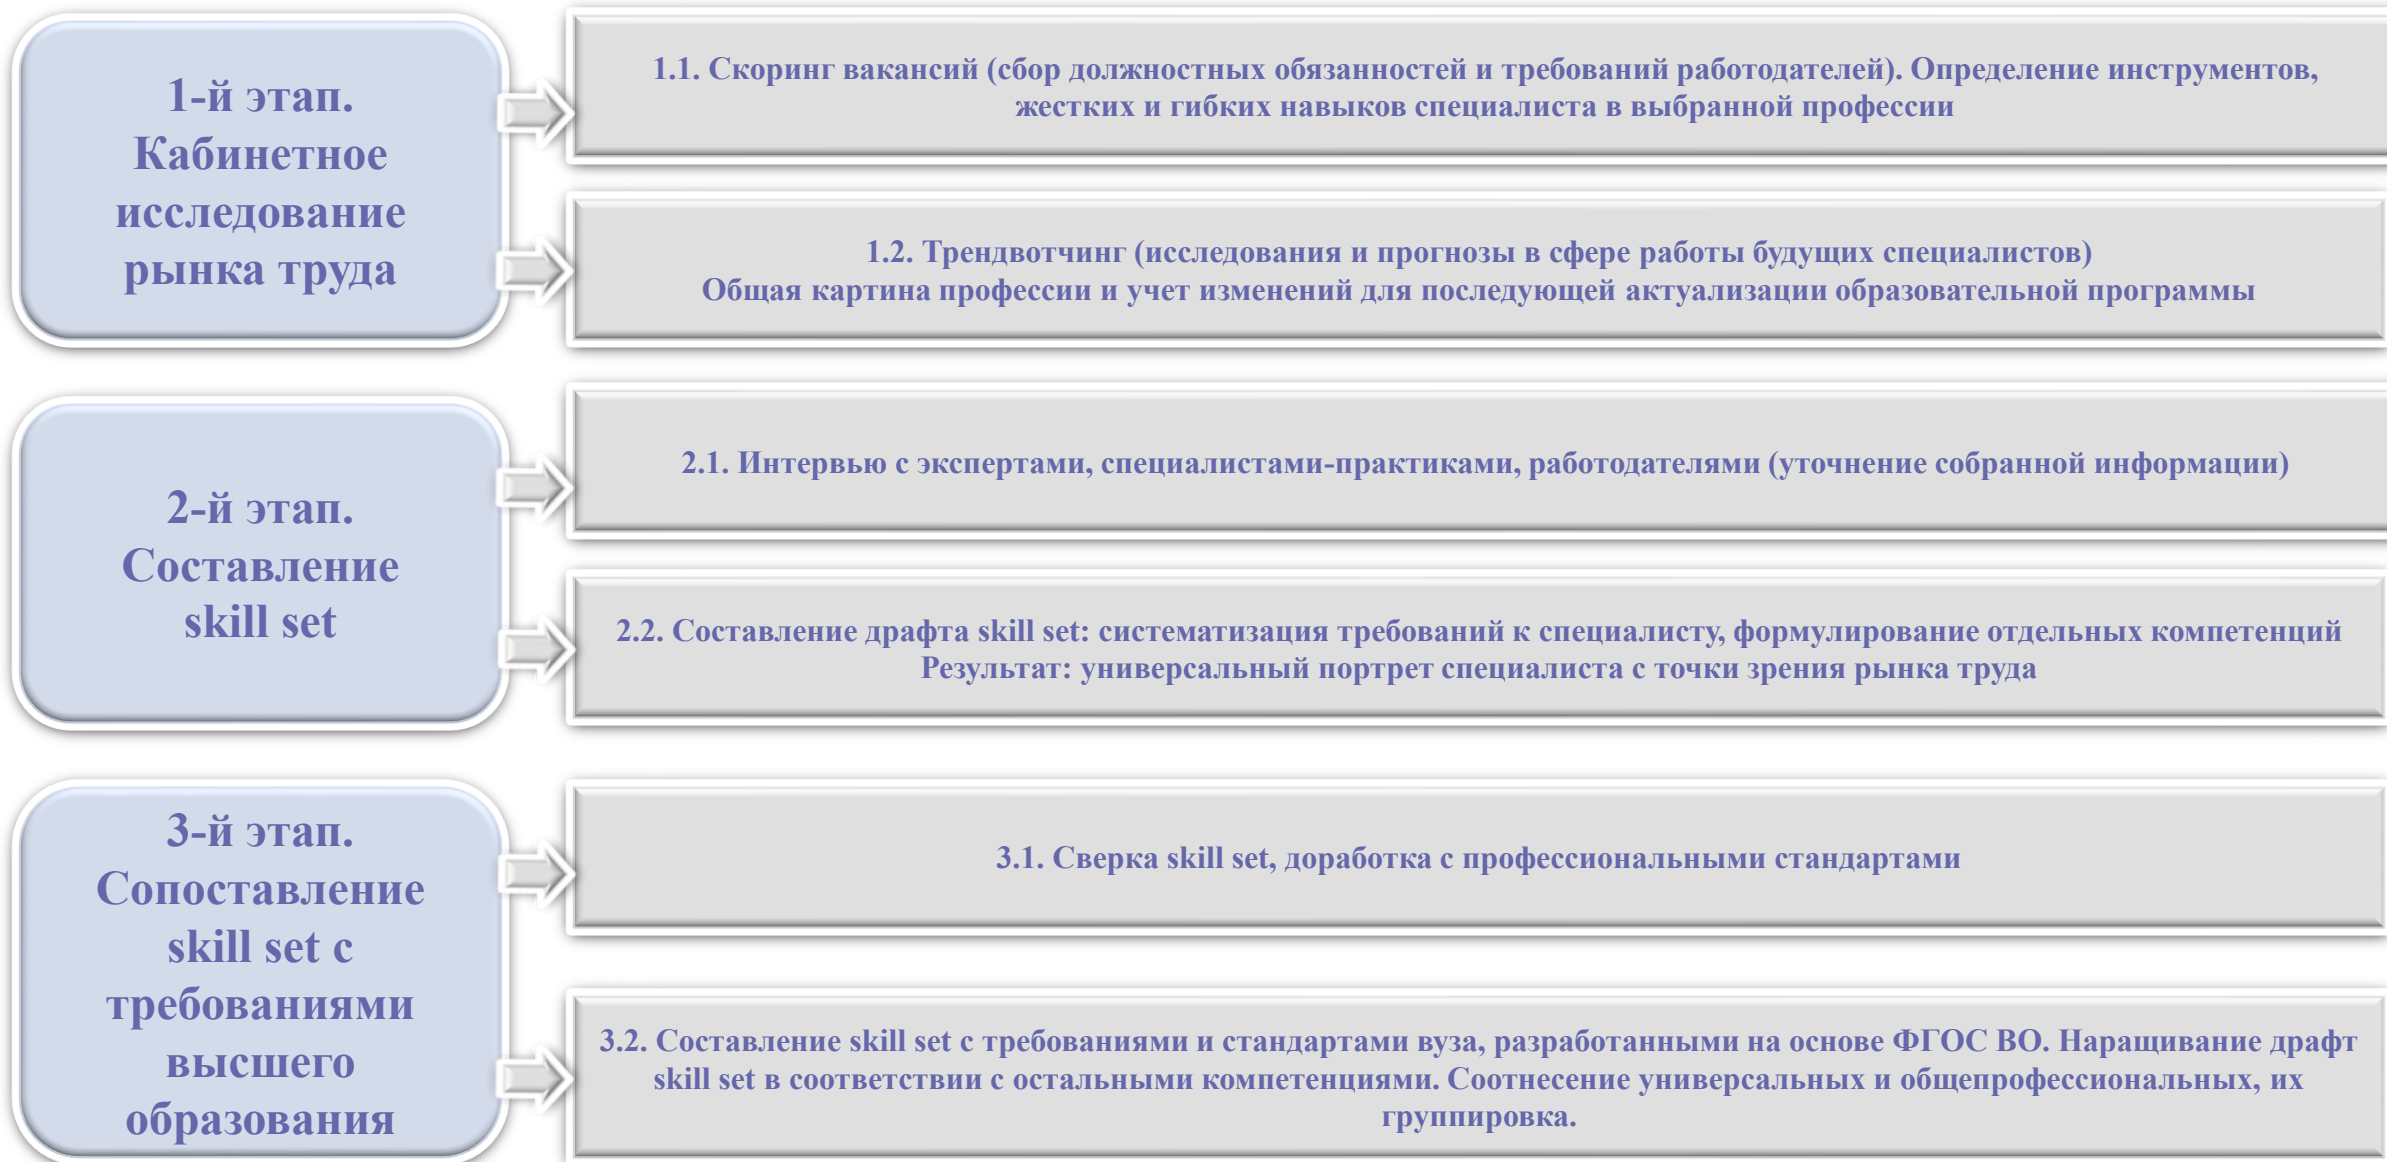 1-й этап.
Кабинетное
исследование
рынка труда
1.1. Скоринг вакансий (сбор должностных обязанностей и требований работодателей). Определение инструментов,
жестких и гибких навыков специалиста в выбранной профессии
1.2. Трендвотчинг (исследования и прогнозы в сфере работы будущих специалистов)
Общая картина профессии и учет изменений для последующей актуализации образовательной программы
2-й этап.
Составление
skill set
2.1. Интервью с экспертами, специалистами-практиками, работодателями (уточнение собранной информации)
2.2. Составление драфта skill set: систематизация требований к специалисту, формулирование отдельных компетенций
Результат: универсальный портрет специалиста с точки зрения рынка труда
3-й этап.
Сопоставление
skill set с
требованиями
высшего
образования
3.1. Сверка skill set, доработка с профессиональными стандартами
3.2. Составление skill set с требованиями и стандартами вуза, разработанными на основе ФГОС ВО. Наращивание драфт
skill set в соответствии с остальными компетенциями. Соотнесение универсальных и общепрофессиональных, их
группировка.